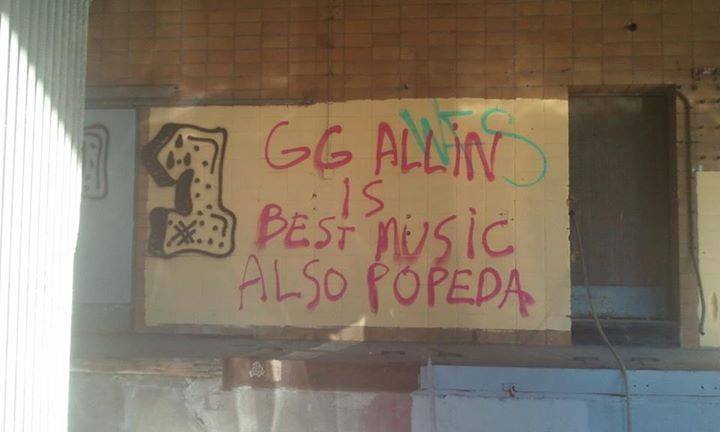 GG ALLiN
IS
BEST MUSiC
ALSO POPEDA